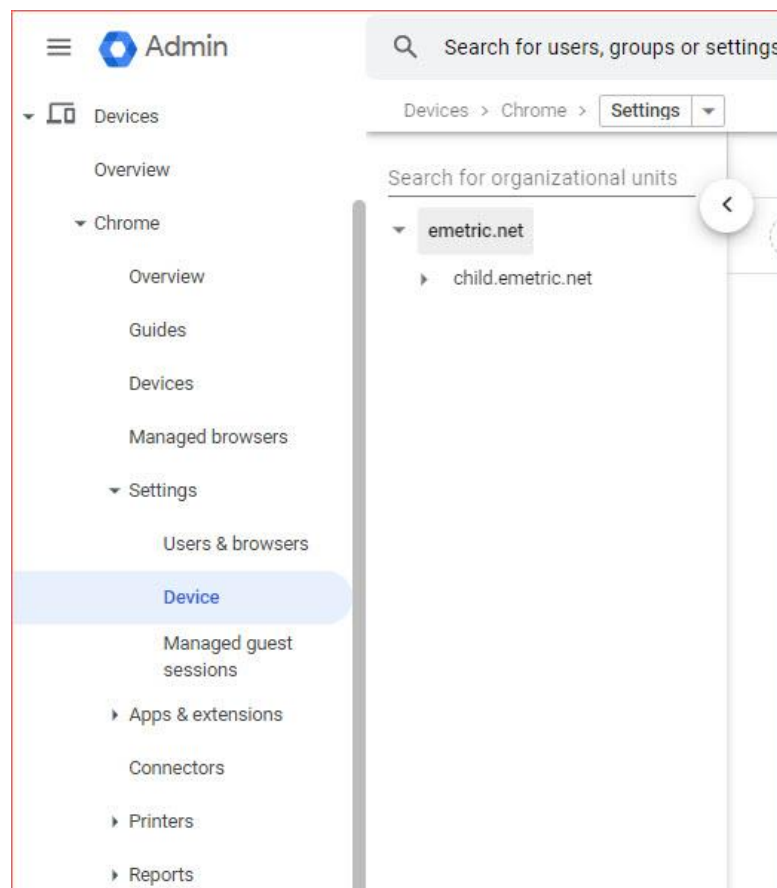 Admin
Search for users, groups or settings
Devices
Overview
Chrome
Overview
Guides
Devices
Managed browsers
Settings
Users & browsers
Device
Managed guest
sessions
Apps & extensions
Connectors
Printers
Reports
Devices > Chrome > Settings
Search for organizational units
emetric.net
child.emetric.net